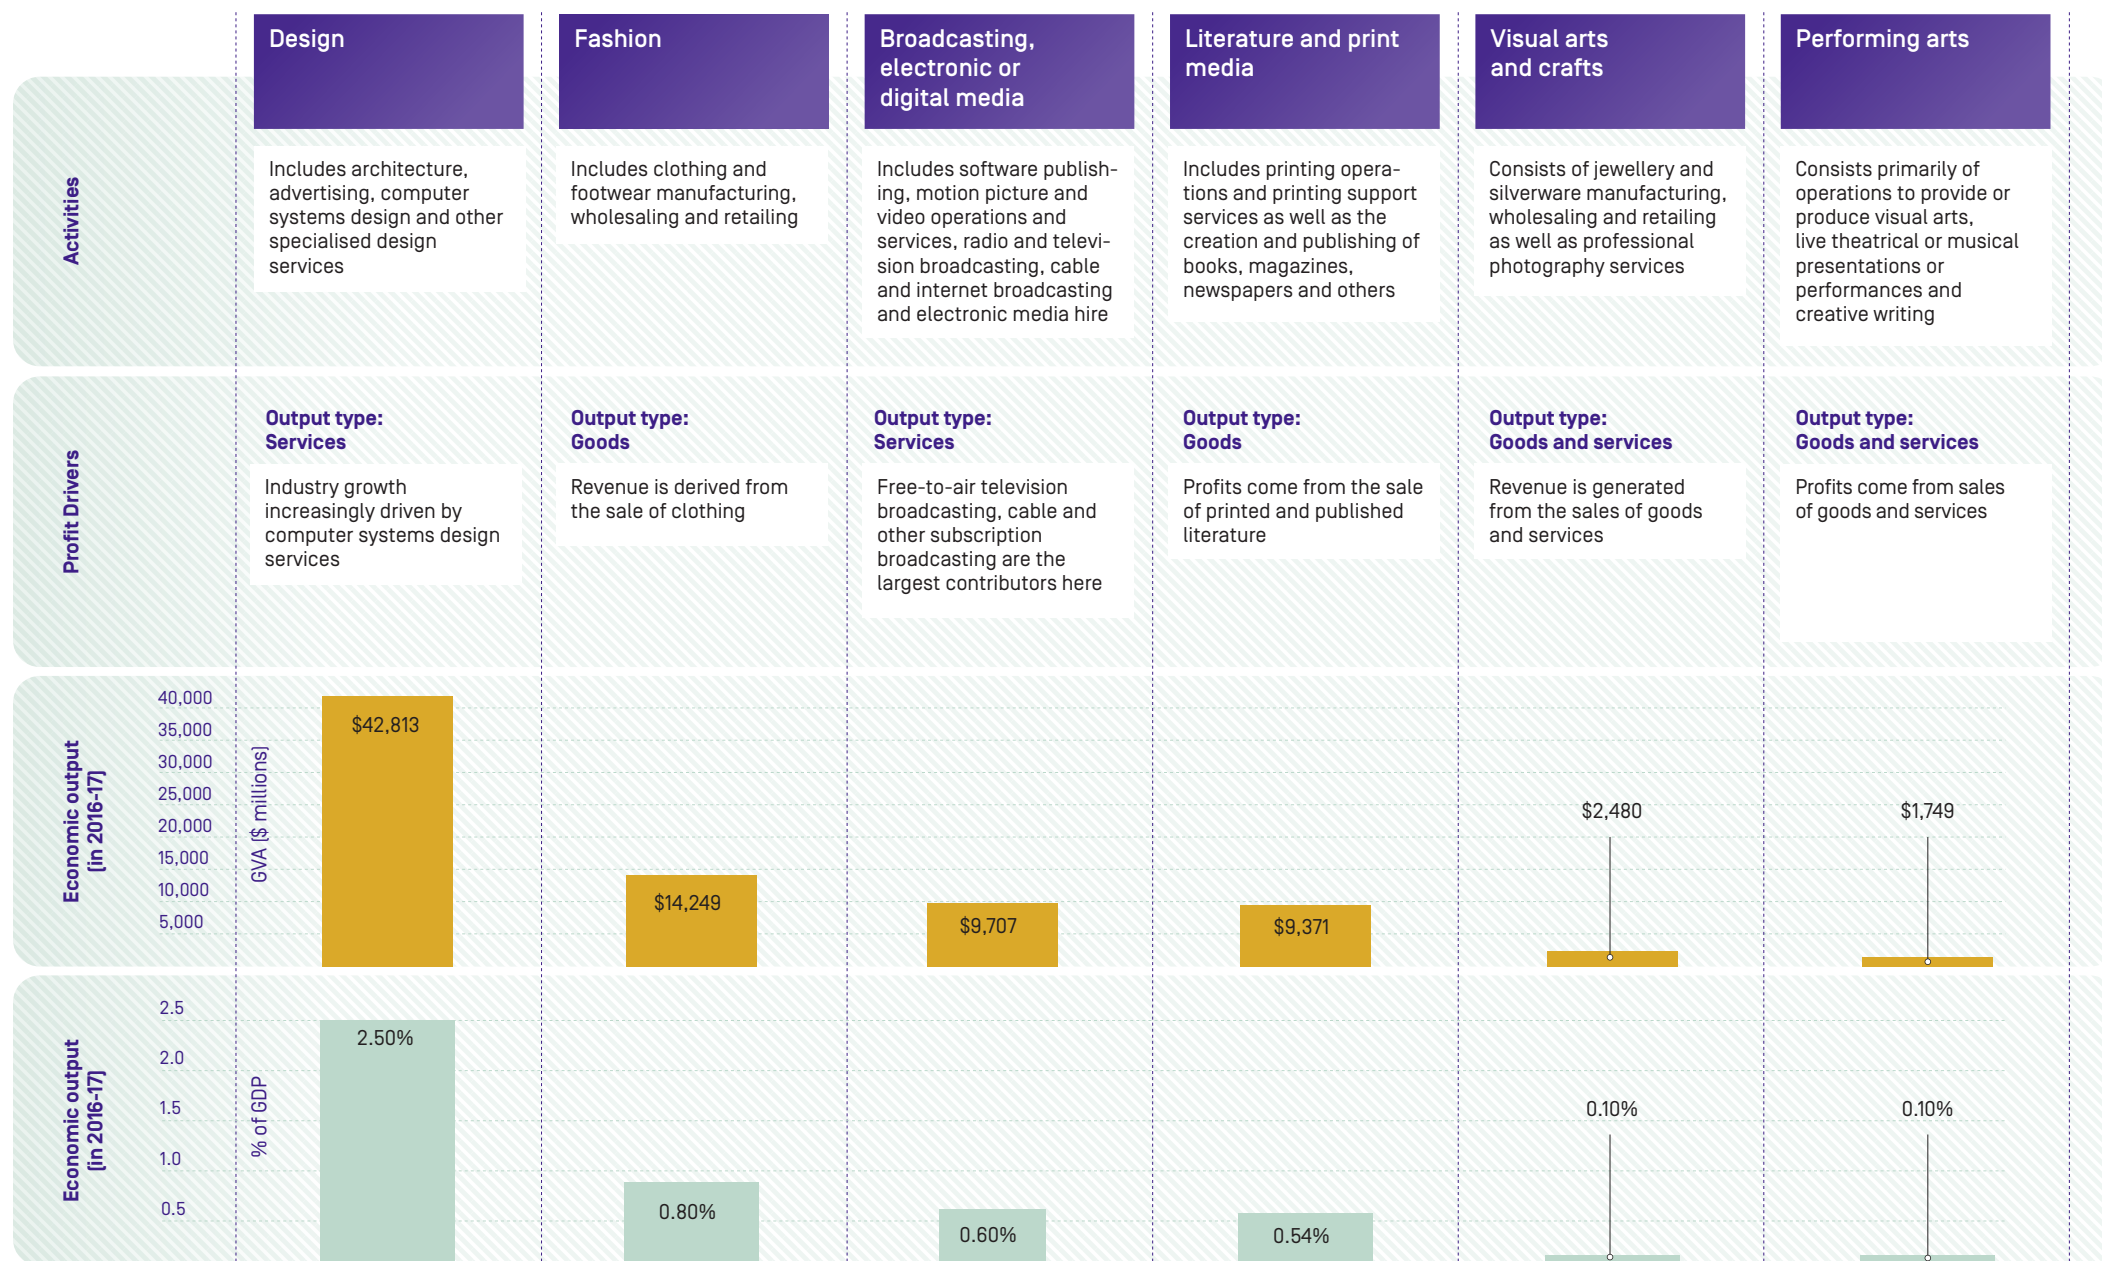 Design
Fashion
Broadcasting,
electronic or
digital media
Literature and print
media
Visual arts
and crafts
Performing arts
Activities
Includes architecture,
advertising, computer
systems design and other
specialised design
services
Includes clothing and
footwear manufacturing,
wholesaling and retailing
Includes software publish-
ing, motion picture and
video operations and
services, radio and televi-
sion broadcasting, cable
and internet broadcasting
and electronic media hire
Includes printing opera-
tions and printing support
services as well as the
creation and publishing of
books, magazines,
newspapers and others
Consists of jewellery and
silverware manufacturing,
wholesaling and retailing
as well as professional
photography services
Consists primarily of
operations to provide or
produce visual arts,
live theatrical or musical
presentations or
performances and
creative writing
Profit Drivers
Output type:
Services
Industry growth
increasingly driven by
computer systems design
services
Output type:
Goods
Revenue is derived from
the sale of clothing
Output type:
Services
Free-to-air television
broadcasting, cable and
other subscription
broadcasting are the
largest contributors here
Output type:
Goods
Profits come from the sale
of printed and published
literature
Output type:
Goods and services
Revenue is generated
from the sales of goods
and services
Output type:
Goods and services
Profits come from sales
of goods and services
Economic output
(in 2016-17)
40,000
35,000
30,000
25,000
20,000
15,000
10,000
5,000
GVA ($ millions)
$42,813
$14,249
$9,707
$9,371
$2,480
$1,749
Economic output
(in 2016-17)
2.5
2.0
1.5
1.0
0.5
% of GDP
2.50%
0.80%
0.60%
0.54%
0.10%
0.10%